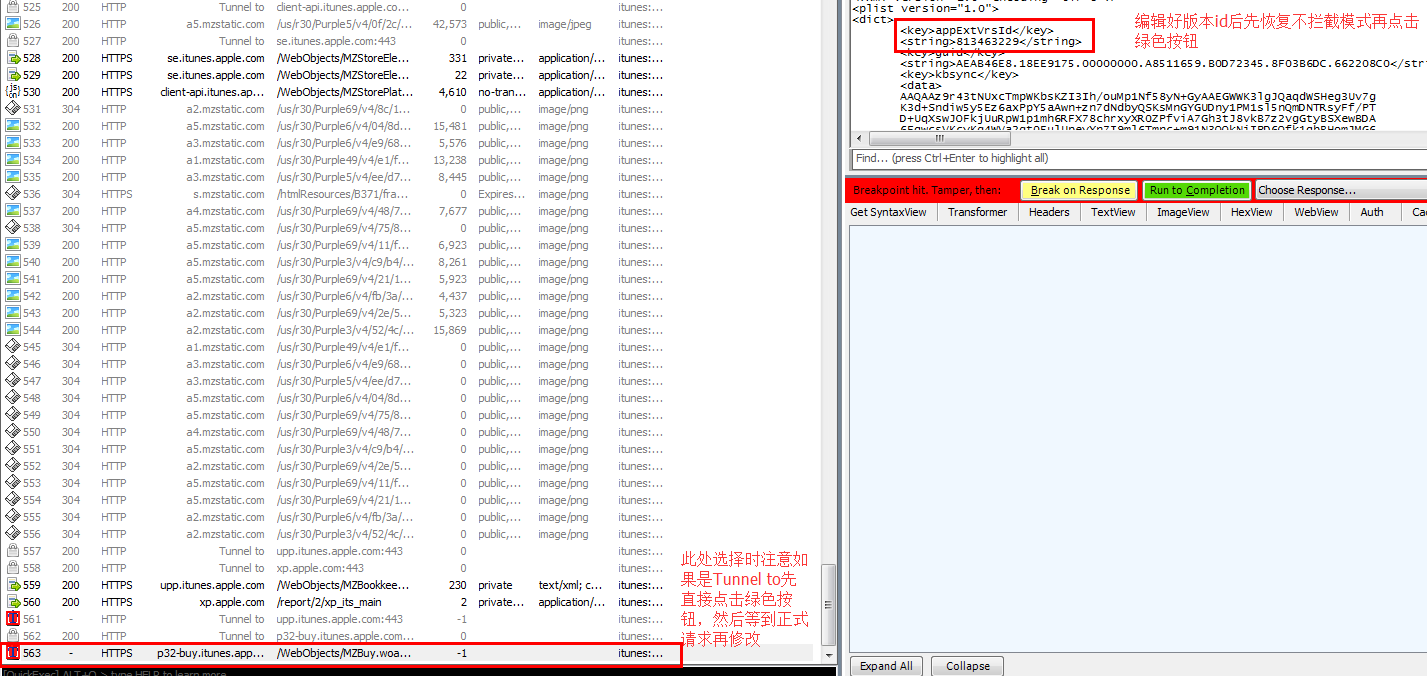 525 200 HTTP Tunnel to client-api.itunes.apple.co... 0 itunes:...
526 200 HTTP a5.mzstatic.com /us/r30/Purple5/v4/0f/2c/... 42,573 public,... image/jpeg itunes:...
527 200 HTTP Tunnel to se.itunes.apple.com:443 0 itunes:...
528 200 HTTPS se.itunes.apple.com /WebObjects/MZStoreEle... 331 private... application/... itunes:...
529 200 HTTPS se.itunes.apple.com /WebObjects/MZStoreEle... 22 private... application/... itunes:...
530 200 HTTPS client-api.itunes.ap... /WebObjects/MZStorePlat... 4,610 no-tran... application/... itunes:...
531 304 HTTP a2.mzstatic.com /us/r30/Purple69/v4/8c/1... 0 public,... image/png itunes:...
532 200 HTTP a5.mzstatic.com /us/r30/Purple6/v4/04/8d... 15,481 public,... image/png itunes:...
533 200 HTTP a3.mzstatic.com /us/r30/Purple6/v4/e9/68... 5,576 public,... image/png itunes:...
534 200 HTTP a1.mzstatic.com /us/r30/Purple49/v4/e1/f... 13,238 public,... image/png itunes:...
535 200 HTTP a3.mzstatic.com /us/r30/Purple5/v4/ee/d7... 8,445 public,... image/png itunes:...
536 304 HTTPS s.mzstatic.com /htmlResources/B371/fra... 0 Expires... image/png itunes:...
537 200 HTTP a4.mzstatic.com /us/r30/Purple69/v4/48/7... 7,677 public,... image/png itunes:...
538 304 HTTP a5.mzstatic.com /us/r30/Purple69/v4/75/8... 0 public,... image/png itunes:...
539 200 HTTP a5.mzstatic.com /us/r30/Purple69/v4/11/f... 6,923 public,... image/png itunes:...
540 200 HTTP a5.mzstatic.com /us/r30/Purple3/v4/c9/b4/... 8,261 public,... image/png itunes:...
541 200 HTTP a5.mzstatic.com /us/r30/Purple69/v4/21/1... 5,923 public,... image/png itunes:...
542 200 HTTP a2.mzstatic.com /us/r30/Purple6/v4/fb/3a/... 4,437 public,... image/png itunes:...
543 200 HTTP a2.mzstatic.com /us/r30/Purple69/v4/2e/5... 5,323 public,... image/png itunes:...
544 200 HTTP a2.mzstatic.com /us/r30/Purple3/v4/52/4c/... 15,869 public,... image/png itunes:...
545 304 HTTP a1.mzstatic.com /us/r30/Purple49/v4/e1/f... 0 public,... image/png itunes:...
546 304 HTTP a3.mzstatic.com /us/r30/Purple6/v4/e9/68... 0 public,... image/png itunes:...
547 304 HTTP a3.mzstatic.com /us/r30/Purple5/v4/ee/d7... 0 public,... image/png itunes:...
548 304 HTTP a5.mzstatic.com /us/r30/Purple6/v4/04/8d... 0 public,... image/png itunes:...
549 304 HTTP a5.mzstatic.com /us/r30/Purple69/v4/75/8... 0 public,... image/png itunes:...
550 304 HTTP a4.mzstatic.com /us/r30/Purple69/v4/48/7... 0 public,... image/png itunes:...
551 304 HTTP a5.mzstatic.com /us/r30/Purple3/v4/c9/b4/... 0 public,... image/png itunes:...
552 304 HTTP a2.mzstatic.com /us/r30/Purple69/v4/2e/5... 0 public,... image/png itunes:...
553 304 HTTP a5.mzstatic.com /us/r30/Purple69/v4/11/f... 0 public,... image/png itunes:...
554 304 HTTP a5.mzstatic.com /us/r30/Purple69/v4/21/1... 0 public,... image/png itunes:...
555 304 HTTP a2.mzstatic.com /us/r30/Purple6/v4/fb/3a/... 0 public,... image/png itunes:...
556 304 HTTP a2.mzstatic.com /us/r30/Purple3/v4/52/4c/... 0 public,... image/png itunes:...
557 200 HTTP Tunnel to upp.itunes.apple.com:443 0 itunes:...
558 200 HTTP Tunnel to xp.apple.com:443 0 itunes:...
559 200 HTTPS upp.itunes.apple.com /WebObjects/MZBookkee... 230 private text/xml; c... itunes:...
560 200 HTTPS xp.apple.com /report/2/xp_its_main 2 private... application/... itunes:...
561 - HTTP Tunnel to upp.itunes.apple.com:443 -1 itunes:...
562 200 HTTP Tunnel to p32-buy.itunes.apple.com... 0 itunes:...
563 - HTTPS p32-buy.itunes.app... /WebObjects/MZBuy.woa... -1 itunes:...
[QuickExec] ALT+Q > type HELP to learn more
此处选择时注意如
果是Tunnel to先
直接点击绿色按
钮，然后等到正式
请求再修改
<plist version="1.0">
<dict>
<key>appExtVrsId</key>
<string>813463229</string>
<key>guid</key>
<string>AEAB46E8.18EE9175.00000000.A8511659.B0D72345.8F03B6DC.662208C0</str
<key>kbsync</key>
<data>
AAQAAz9r43tNUxcTmpWKbsKZI3Ih/ouMp1Nf58yN+GyAAEGWWK3lgJQaqdWSHeg3Uv7g
K3d+Sndiw5y5Ez6axPpY5aAwn+zn7dNdbyQSKsMnGYGUDny1PM1sl5nQmDNTRsyFf/PT
D+UqXswJOFkjUuRpW1p1mh6RFX78chrxyXROZPfviA7Gh3tJ8vkB7z2vgGtyBSXewBDA
编辑好版本id后先恢复不拦截模式再点击
绿色按钮
Find... (press Ctrl+Enter to highlight all)
Breakpoint hit. Tamper, then: Break on Response Run to Completion Choose Response...
Get SyntaxView Transformer Headers TextView ImageView HexView WebView Auth Ca
Expand All Collapse